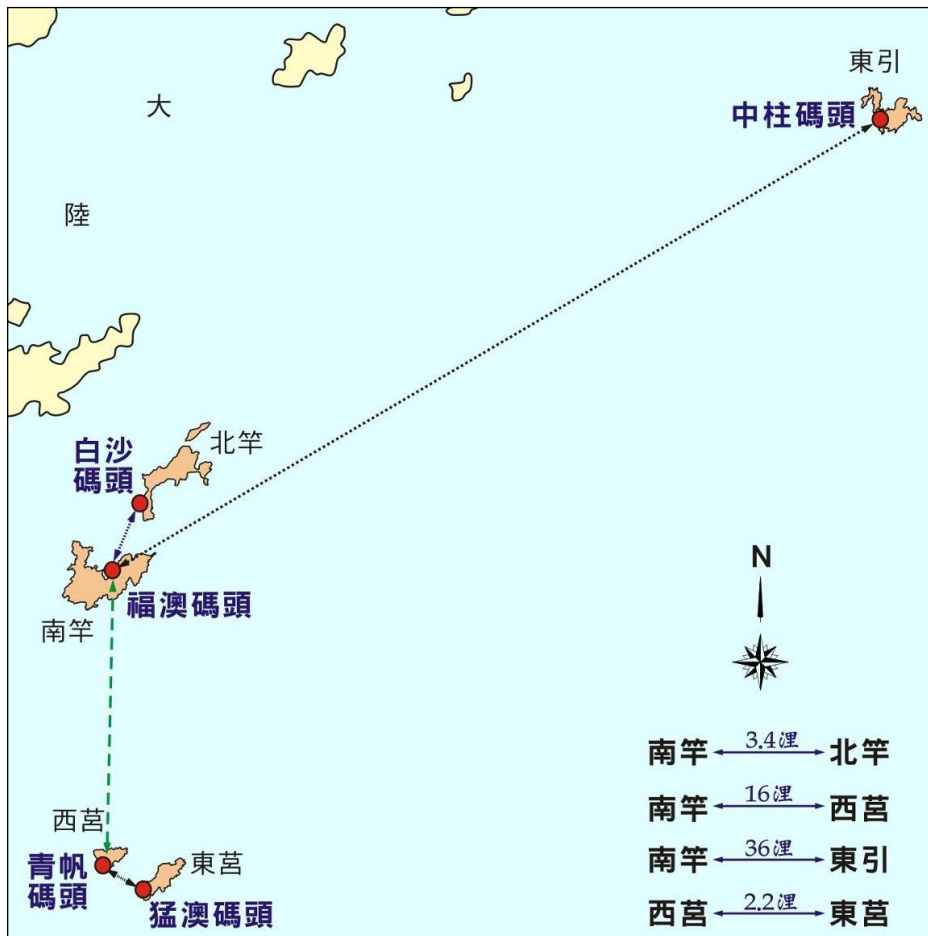 東引
中柱碼頭
大
陸
北竿
白沙
碼頭
福澳碼頭
南竿
N
西莒
青帆
碼頭
東莒
猛澳碼頭
南竿 3.4浬 北竿
南竿 16浬 西莒
南竿 36浬 東引
西莒 2.2浬 東莒